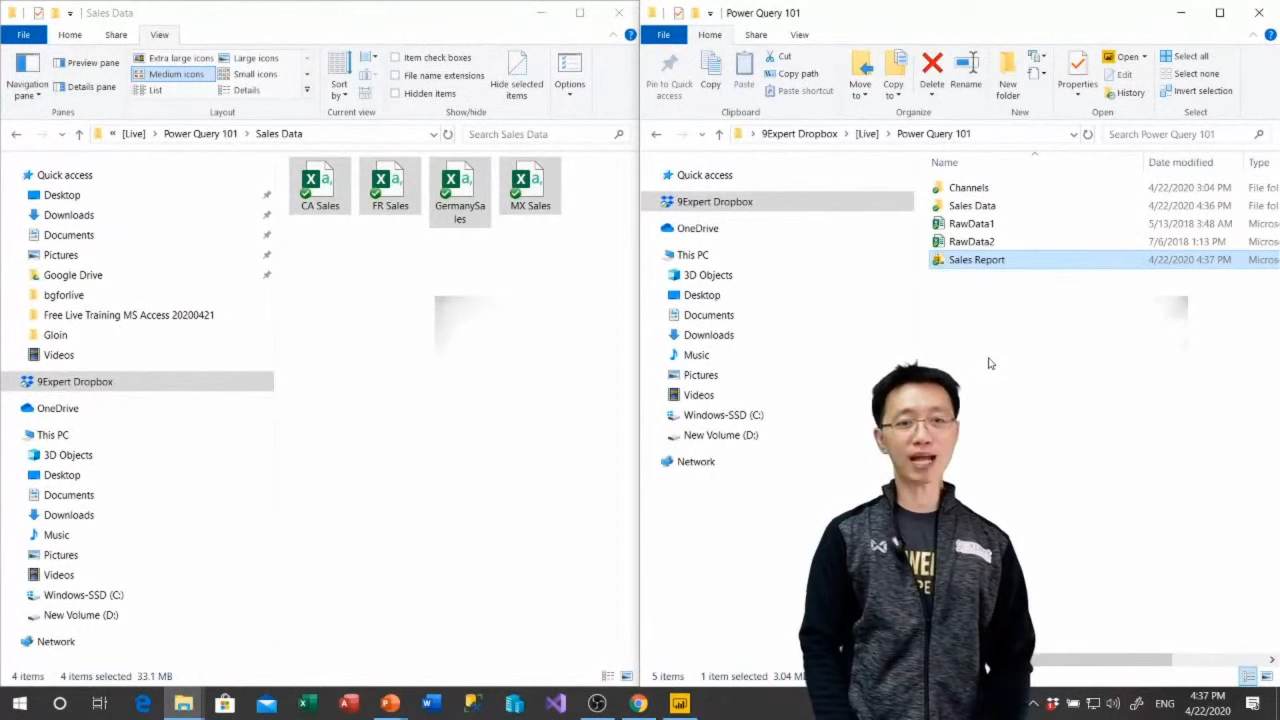 Sales Data
File
Home
Share
View
Navigation
pane
Preview pane
Details pane
Panes
Extra large icons
Large icons
Medium icons
Small icons
List
Details
Layout
Sort
by
Current view
Item check boxes
File name extensions
Hidden items
Hide selected
items
Show/hide
Options
« [Live] > Power Query 101 > Sales Data
Search Sales Data
Quick access
Desktop
Downloads
Documents
Pictures
Google Drive
bgforlive
Free Live Training MS Access 20200421
Gloin
Videos
9Expert Dropbox
OneDrive
This PC
3D Objects
Desktop
Documents
Downloads
Music
Pictures
Videos
Windows-SSD (C:)
New Volume (D:)
Network
CA Sales
FR Sales
GermanySa
les
MX Sales
4 items
4 items selected 33.1 MB
Power Query 101
File
Home
Share
View
Pin to Quick
access
Copy
Paste
Cut
Copy path
Paste shortcut
Clipboard
Move
to
Copy
to
Delete
Rename
Organize
New
folder
New
Properties
Open
Edit
History
Open
Select all
Select none
Invert selection
Select
9Expert Dropbox > [Live] > Power Query 101
Search Power Query 101
Quick access
9Expert Dropbox
OneDrive
This PC
3D Objects
Desktop
Documents
Downloads
Music
Pictures
Videos
Windows-SSD (C:)
New Volume (D:)
Network
Name
Date modified
Type
Channels 4/22/2020 3:04 PM File fol
Sales Data 4/22/2020 4:36 PM File fol
RawData1 5/13/2018 3:48 AM Micros
RawData2 7/6/2018 1:13 PM Micros
Sales Report 4/22/2020 4:37 PM Micros
5 items
1 item selected 3.04 M
ENG
4:37 PM
4/22/2020